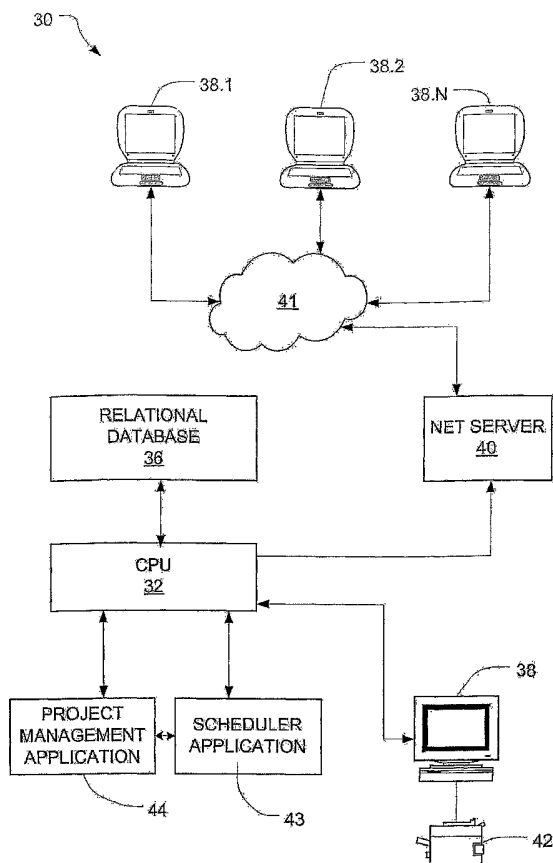 30
38.1
38.2
38.N
41
RELATIONAL
DATABASE
36
NET SERVER
40
CPU
32
38
PROJECT
MANAGEMENT
APPLICATION
SCHEDULER
APPLICATION
44
43
42